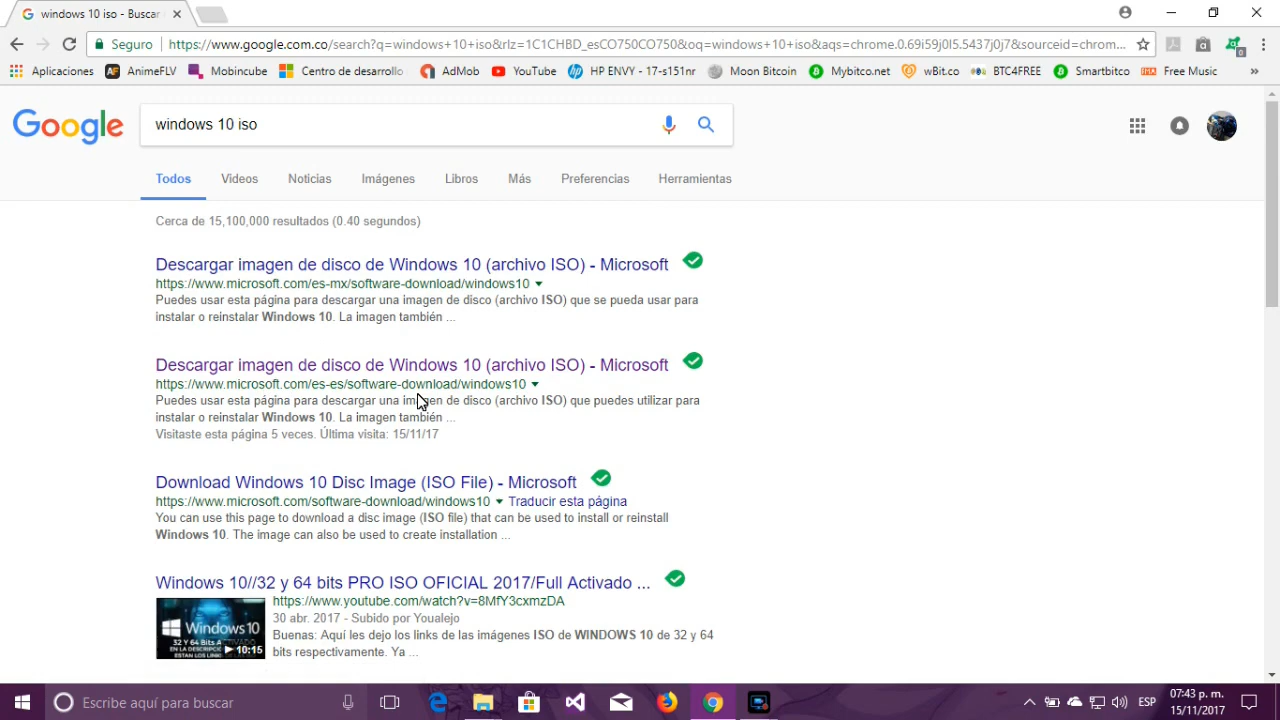 windows 10 iso - Buscar
Seguro https://www.google.com.co/search?q=windows+10+iso&rlz=1C1CHBD_esCO750CO750&oq=windows+10+iso&aqs=chrome.0.69i59j0l5.5437j0j7&sourceid=chrom...
Aplicaciones AF AnimeFLV Mobincube Centro de desarrollo AdMob YouTube hp HP ENVY - 17-s151nr Moon Bitcoin Mybitco.net wBit.co BTC4FREE Smartbitco Free Music »
Google windows 10 iso
Todos Videos Noticias Imágenes Libros Más Preferencias Herramientas
Cerca de 15,100,000 resultados (0.40 segundos)
Descargar imagen de disco de Windows 10 (archivo ISO) - Microsoft
https://www.microsoft.com/es-mx/software-download/windows10
Puedes usar esta página para descargar una imagen de disco (archivo ISO) que se pueda usar para
instalar o reinstalar Windows 10. La imagen también ...
Descargar imagen de disco de Windows 10 (archivo ISO) - Microsoft
https://www.microsoft.com/es-es/software-download/windows10
Puedes usar esta página para descargar una imagen de disco (archivo ISO) que puedes utilizar para
instalar o reinstalar Windows 10. La imagen también ...
Visitaste esta página 5 veces. Última visita: 15/11/17
Download Windows 10 Disc Image (ISO File) - Microsoft
https://www.microsoft.com/software-download/windows10 Traducir esta página
You can use this page to download a disc image (ISO file) that can be used to install or reinstall
Windows 10. The image can also be used to create installation ...
Windows 10//32 y 64 bits PRO ISO OFICIAL 2017/Full Activado ...
https://www.youtube.com/watch?v=8MfY3cxmzDA
30 abr. 2017 - Subido por Youalejo
Buenas: Aquí les dejo los links de las imágenes ISO de WINDOWS 10 de 32 y 64
bits respectivamente. Ya ...
Windows 10
32 Y 64 BITS
EN LA DESCRIPCI
ESTAN LOS LINK
10:15
Escribe aquí para buscar
ESP
07:43 p. m.
15/11/2017